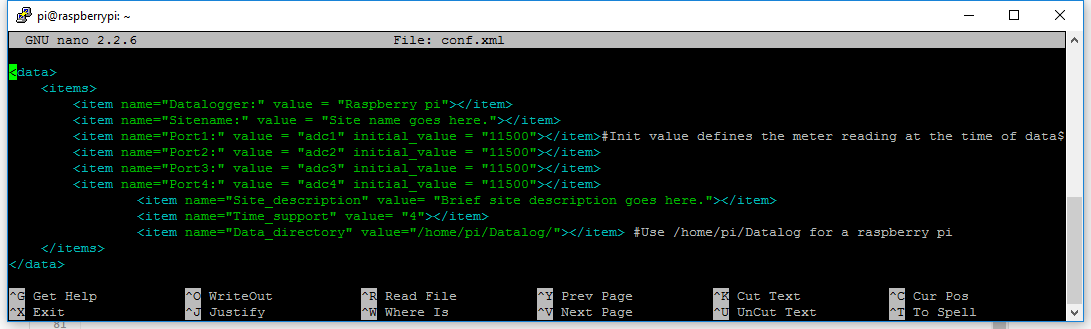 pi@raspberrypi: ~
GNU nano 2.2.6 File: conf.xml
<data>
<items>
<item name="Datalogger:" value = "Raspberry pi"></item>
<item name="Sitename:" value = "Site name goes here."></item>
<item name="Port1:" value = "adc1" initial_value = "11500"></item>#Init value defines the meter reading at the time of data$
<item name="Port2:" value = "adc2" initial_value = "11500"></item>
<item name="Port3:" value = "adc3" initial_value = "11500"></item>
<item name="Port4:" value = "adc4" initial_value = "11500"></item>
<item name="Site_description" value= "Brief site description goes here."></item>
<item name="Time_support" value= "4"></item>
<item name="Data_directory" value="/home/pi/Datalog/"></item> #Use /home/pi/Datalog for a raspberry pi
</items>
</data>
^G Get Help ^O WriteOut ^R Read File ^Y Prev Page ^K Cut Text ^C Cur Pos
^X Exit ^J Justify ^W Where Is ^V Next Page ^U UnCut Text ^T To Spell
81